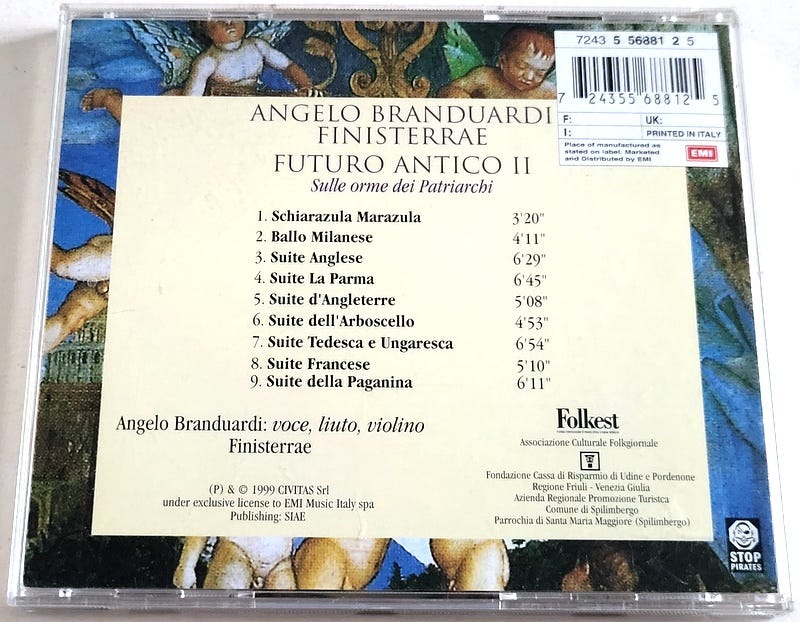 7243 5 56881 2 5
7 24355 68812 5
F:
UK:
I:
PRINTED IN ITALY
Place of manufactured as
stated on label. Marketed
and Distributed by EMI
EMI
ANGELO BRANDUARDI
FINISTERRAE
FUTURO ANTICO II
Sulle orme dei Patriarchi
1. Schiarazula Marazula 3'20"
2. Ballo Milanese 4'11"
3. Suite Anglese 6'29"
4. Suite La Parma 6'45"
5. Suite d'Angleterre 5'08"
6. Suite dell'Arboscello 4'53"
7. Suite Tedesca e Ungaresca 6'54"
8. Suite Francese 5'10"
9. Suite della Paganina 6'11"
Angelo Branduardi: voce, liuto, violino
Finisterrae
(P) & © 1999 CIVITAS Srl
under exclusive license to EMI Music Italy spa
Publishing: SIAE
Folkest
Associazione Culturale Folkgiornale
Fondazione Cassa di Risparmio di Udine e Pordenone
Regione Friuli - Venezia Giulia
Azienda Regionale Promozione Turistca
Comune di Spilimbergo
Parrochia di Santa Maria Maggiore (Spilimbergo)
STOP
PIRATES